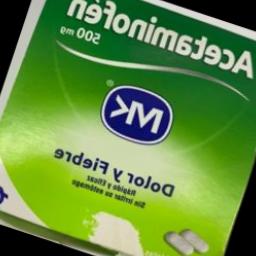 Acetaminofén
500 mg
MK
Dolor y Fiebre
Rápido y Eficaz
Sin irritar su estómago